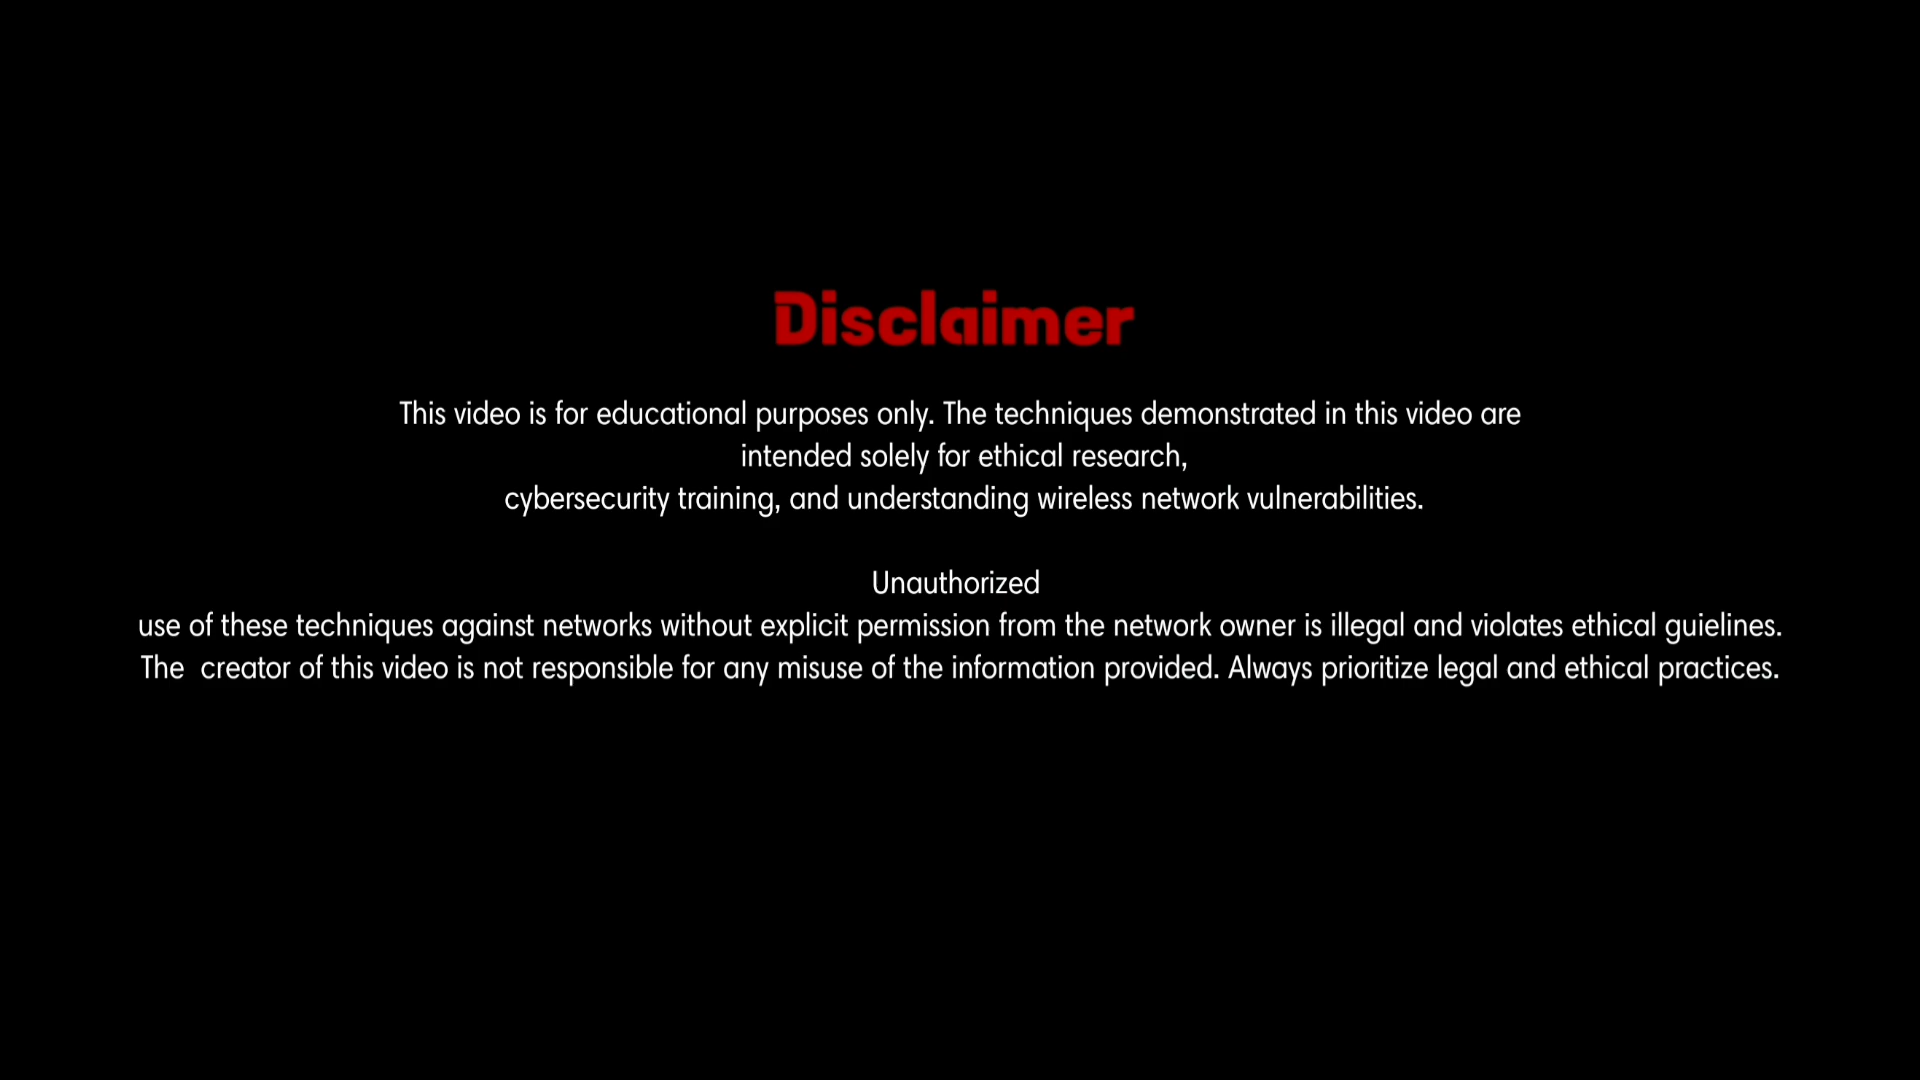 Disclaimer
This video is for educational purposes only. The techniques demonstrated in this video are
intended solely for ethical research,
cybersecurity training, and understanding wireless network vulnerabilities.
Unauthorized
use of these techniques against networks without explicit permission from the network owner is illegal and violates ethical guielines.
The  creator of this video is not responsible for any misuse of the information provided. Always prioritize legal and ethical practices.